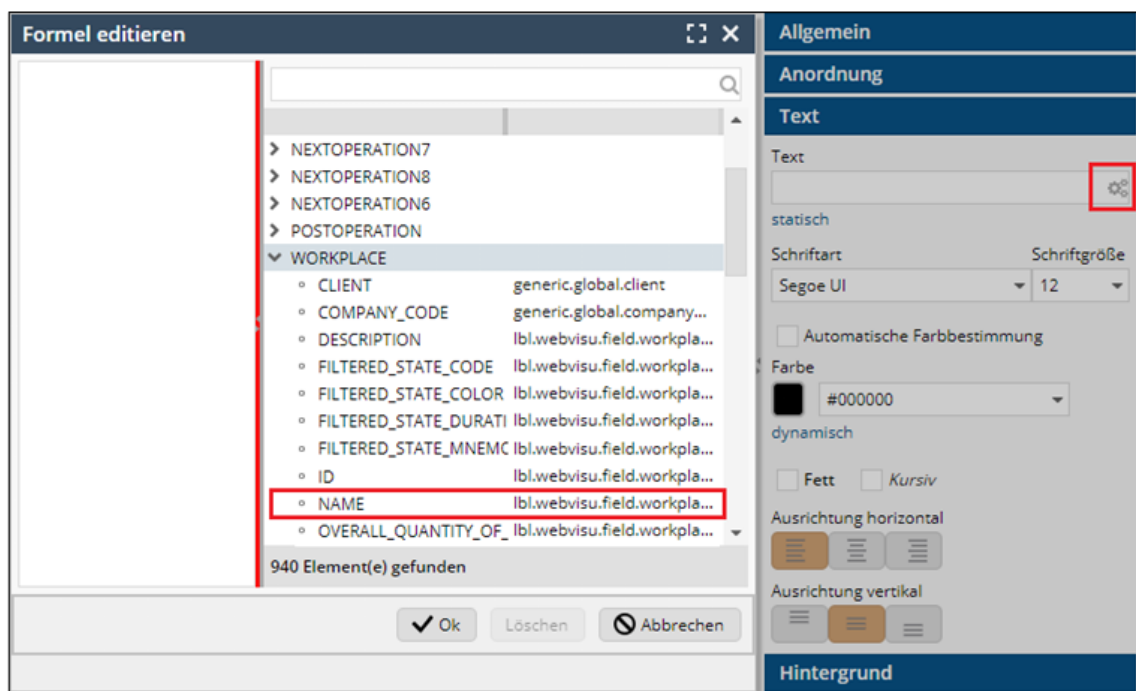 Formel editieren
NEXTOPERATION7
NEXTOPERATION8
NEXTOPERATION6
POSTOPERATION
WORKPLACE
CLIENT generic.global.client
COMPANY_CODE generic.global.company...
DESCRIPTION lbl.webvisu.field.workpla...
FILTERED_STATE_CODE lbl.webvisu.field.workpla...
FILTERED_STATE_COLOR lbl.webvisu.field.workpla...
FILTERED_STATE_DURATI lbl.webvisu.field.workpla...
FILTERED_STATE_MNEMC lbl.webvisu.field.workpla...
ID lbl.webvisu.field.workpla...
NAME lbl.webvisu.field.workpla...
OVERALL_QUANTITY_OF_ lbl.webvisu.field.workpla...
940 Element(e) gefunden
Ok Löschen Abbrechen
Allgemein
Anordnung
Text
Text
statisch
Schriftart Schriftgröße
Segoe UI 12
Automatische Farbbestimmung
Farbe
#000000
dynamisch
Fett Kursiv
Ausrichtung horizontal
Ausrichtung vertikal
Hintergrund